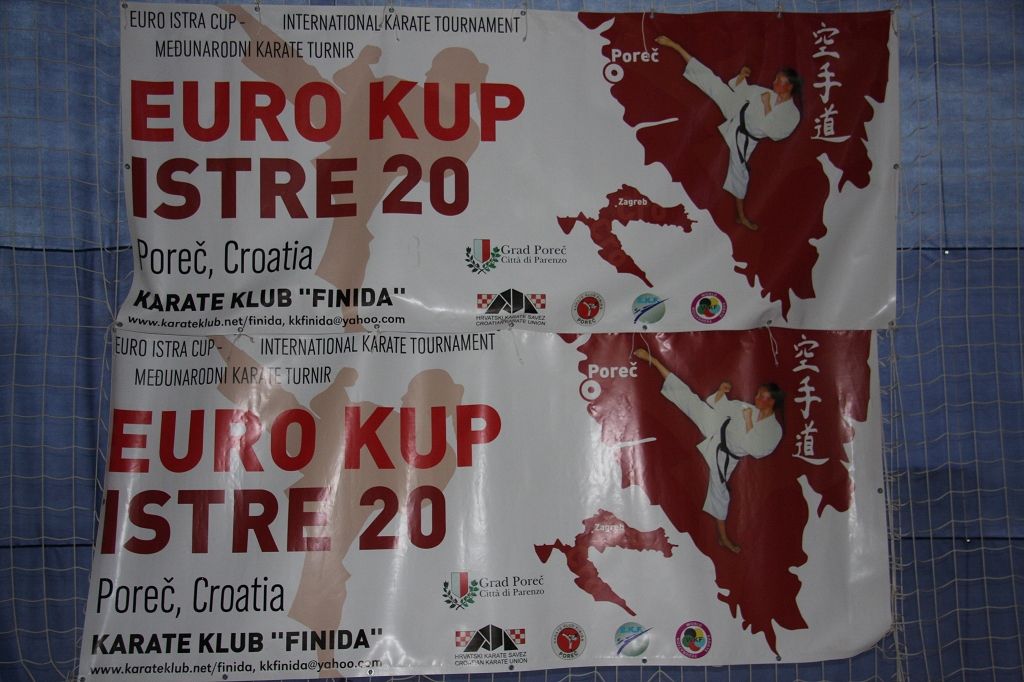 EURO ISTRA CUP - INTERNATIONAL KARATE TOURNAMENT
MEĐUNARODNI KARATE TURNIR
EURO KUP
ISTRE 20
Poreč, Croatia
KARATE KLUB "FINIDA"
www.karateklub.net/finida, kkfinida@yahoo.com
Grad Poreč
Città di Parenzo
HRVATSKI KARATE SAVEZ
CROATIAN KARATE UNION
POREČ
E.K.F.
WKF
Poreč
Zagreb
空手道
EURO ISTRA CUP - INTERNATIONAL KARATE TOURNAMENT
MEĐUNARODNI KARATE TURNIR
EURO KUP
ISTRE 20
Poreč, Croatia
KARATE KLUB "FINIDA"
www.karateklub.net/finida, kkfinida@yahoo.com
Grad Poreč
Città di Parenzo
HRVATSKI KARATE SAVEZ
CROATIAN KARATE UNION
POREČ
E.K.F.
WKF
Poreč
Zagreb
空手道